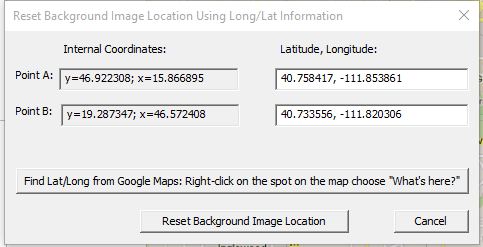 Reset Background Image Location Using Long/Lat Information
Internal Coordinates: Latitude, Longitude:
Point A: y=46.922308; x=15.866895 40.758417, -111.853861
Point B: y=19.287347; x=46.572408 40.733556, -111.820306
Find Lat/Long from Google Maps: Right-click on the spot on the map choose "What's here?"
Reset Background Image Location Cancel